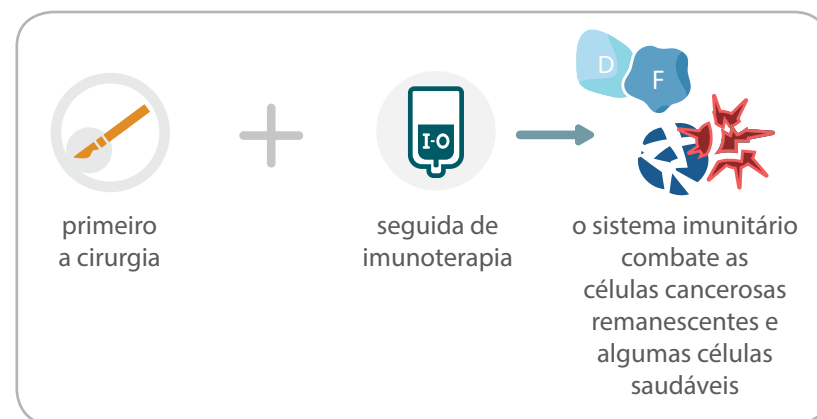 D
F
I-O
primeiro
a cirurgia
seguida de
imunoterapia
o sistema imunitário
combate as
células cancerosas
remanescentes e
algumas células
saudáveis